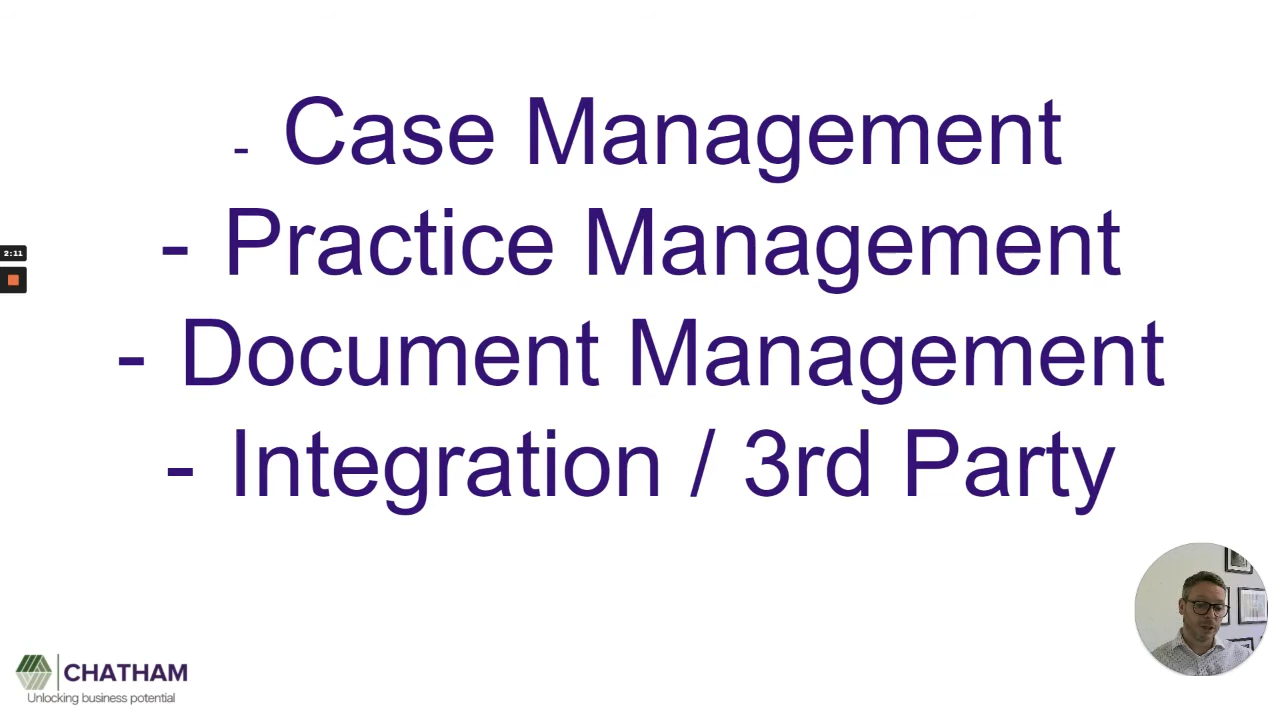 - Case Management
- Practice Management
2:11
- Document Management
- Integration / 3rd Party
CHATHAM
Unlocking business potential